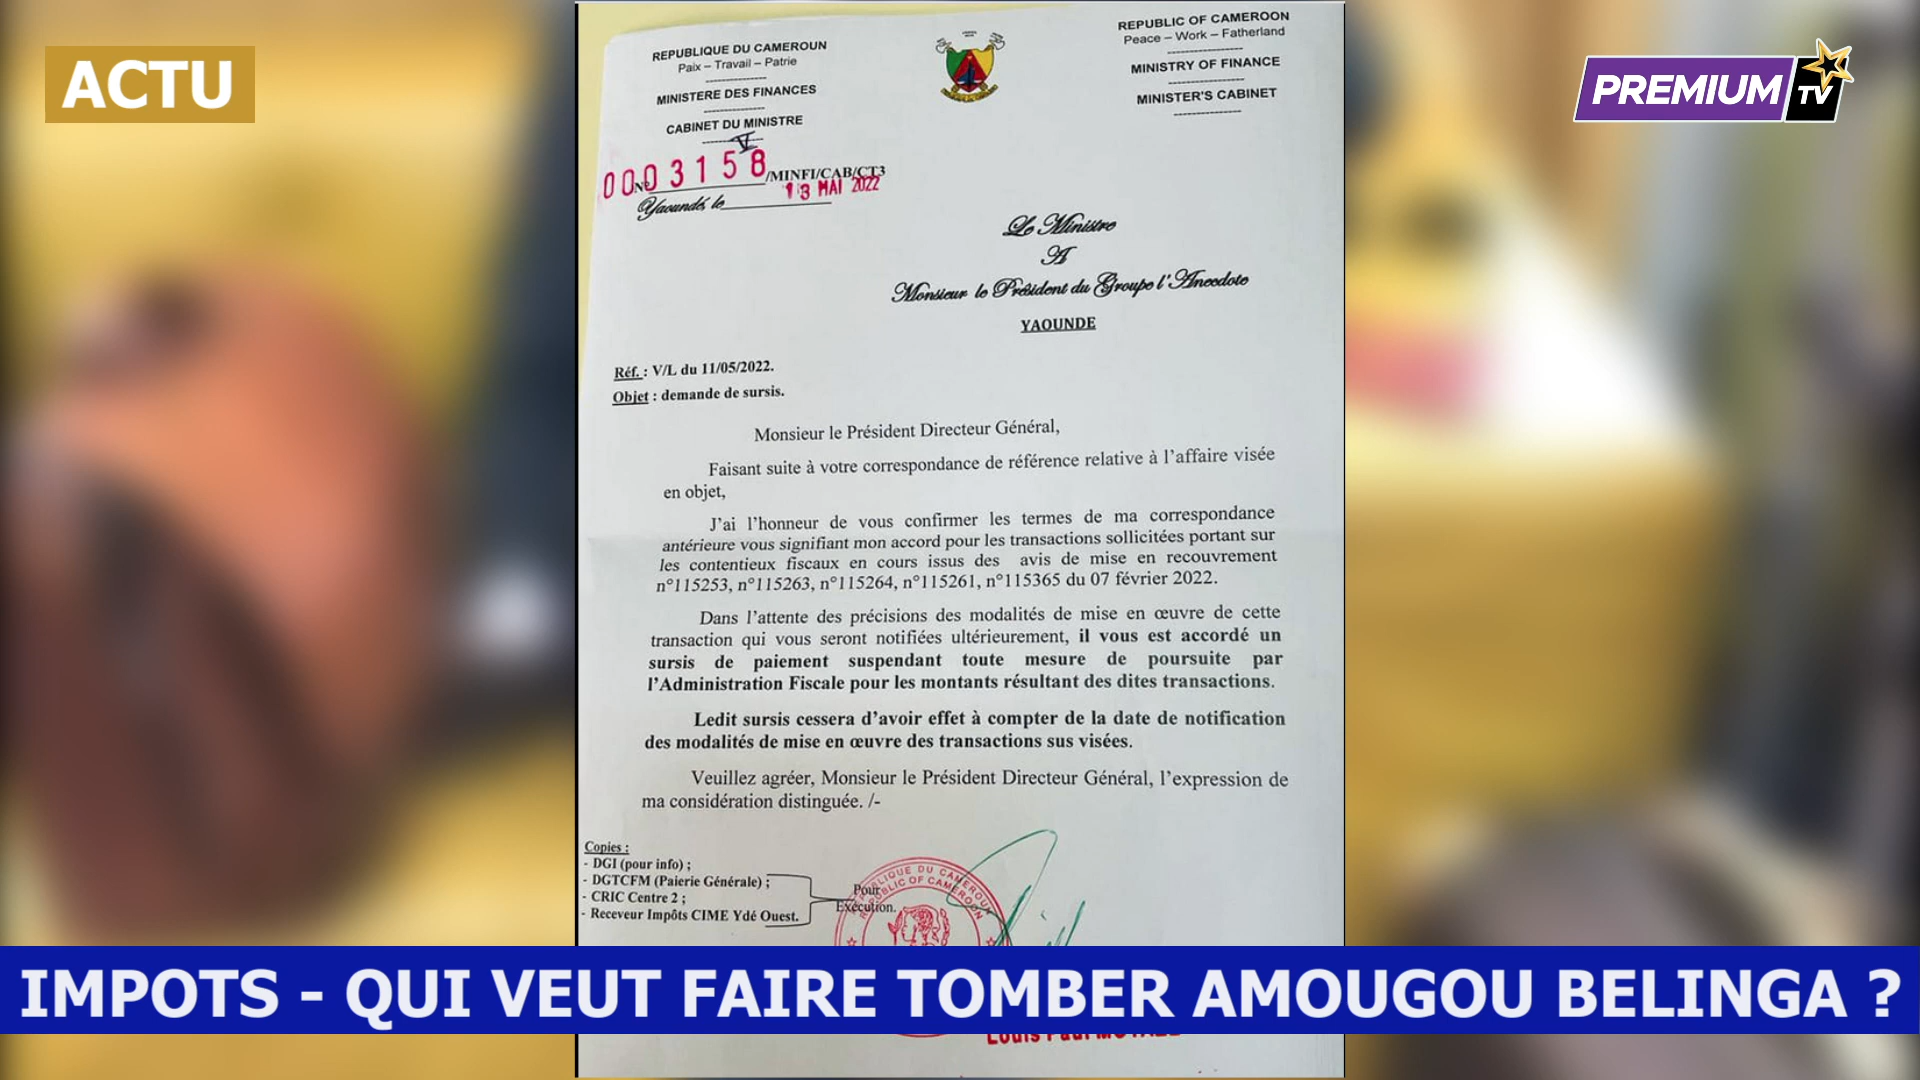 ACTU
PREMIUM TV
REPUBLIQUE DU CAMEROUN
Paix – Travail – Patrie
MINISTERE DES FINANCES
CABINET DU MINISTRE
REPUBLIC OF CAMEROON
Peace – Work – Fatherland
MINISTRY OF FINANCE
MINISTER'S CABINET
N° 0003158 /MINFI/CAB/CT3
Yaoundé, le 13 MAI 2022
Le Ministre
A
Monsieur le Président du Groupe l'Anecdote
YAOUNDE
Réf. : V/L du 11/05/2022.
Objet : demande de sursis.
Monsieur le Président Directeur Général,
Faisant suite à votre correspondance de référence relative à l'affaire visée
en objet,
J'ai l'honneur de vous confirmer les termes de ma correspondance
antérieure vous signifiant mon accord pour les transactions sollicitées portant sur
les contentieux fiscaux en cours issus des avis de mise en recouvrement
n°115253, n°115263, n°115264, n°115261, n°115365 du 07 février 2022.
Dans l'attente des précisions des modalités de mise en œuvre de cette
transaction qui vous seront notifiées ultérieurement, il vous est accordé un
sursis de paiement suspendant toute mesure de poursuite par
l'Administration Fiscale pour les montants résultant des dites transactions.
Ledit sursis cessera d'avoir effet à compter de la date de notification
des modalités de mise en œuvre des transactions sus visées.
Veuillez agréer, Monsieur le Président Directeur Général, l'expression de
ma considération distinguée. /-
Copies :
- DGI (pour info) ;
- DGTCFM (Paierie Générale) ;
- CRIC Centre 2 ;
- Receveur Impôts CIME Ydé Ouest.
Pour
Exécution.
REPUBLIQUE DU CAMEROUN
REPUBLIC OF CAMEROON
IMPOTS - QUI VEUT FAIRE TOMBER AMOUGOU BELINGA ?
Louis Paul